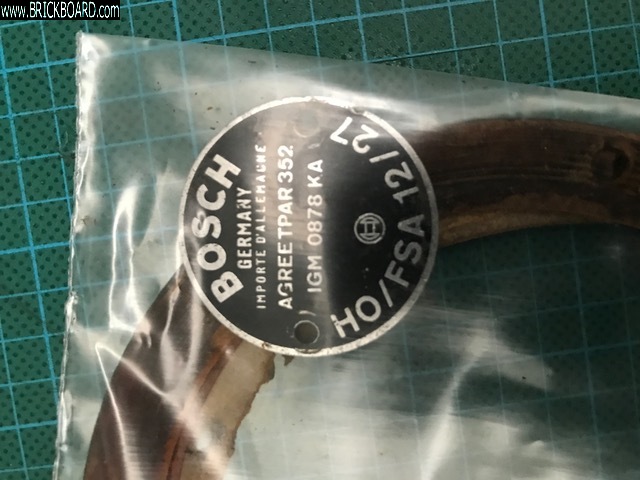 www.BRICKBOARD.com
BOSCH
GERMANY
IMPORTE D'ALLEMAGNE
AGREETPAR 352
IGM 0878 KA
HO/FSA 12/27